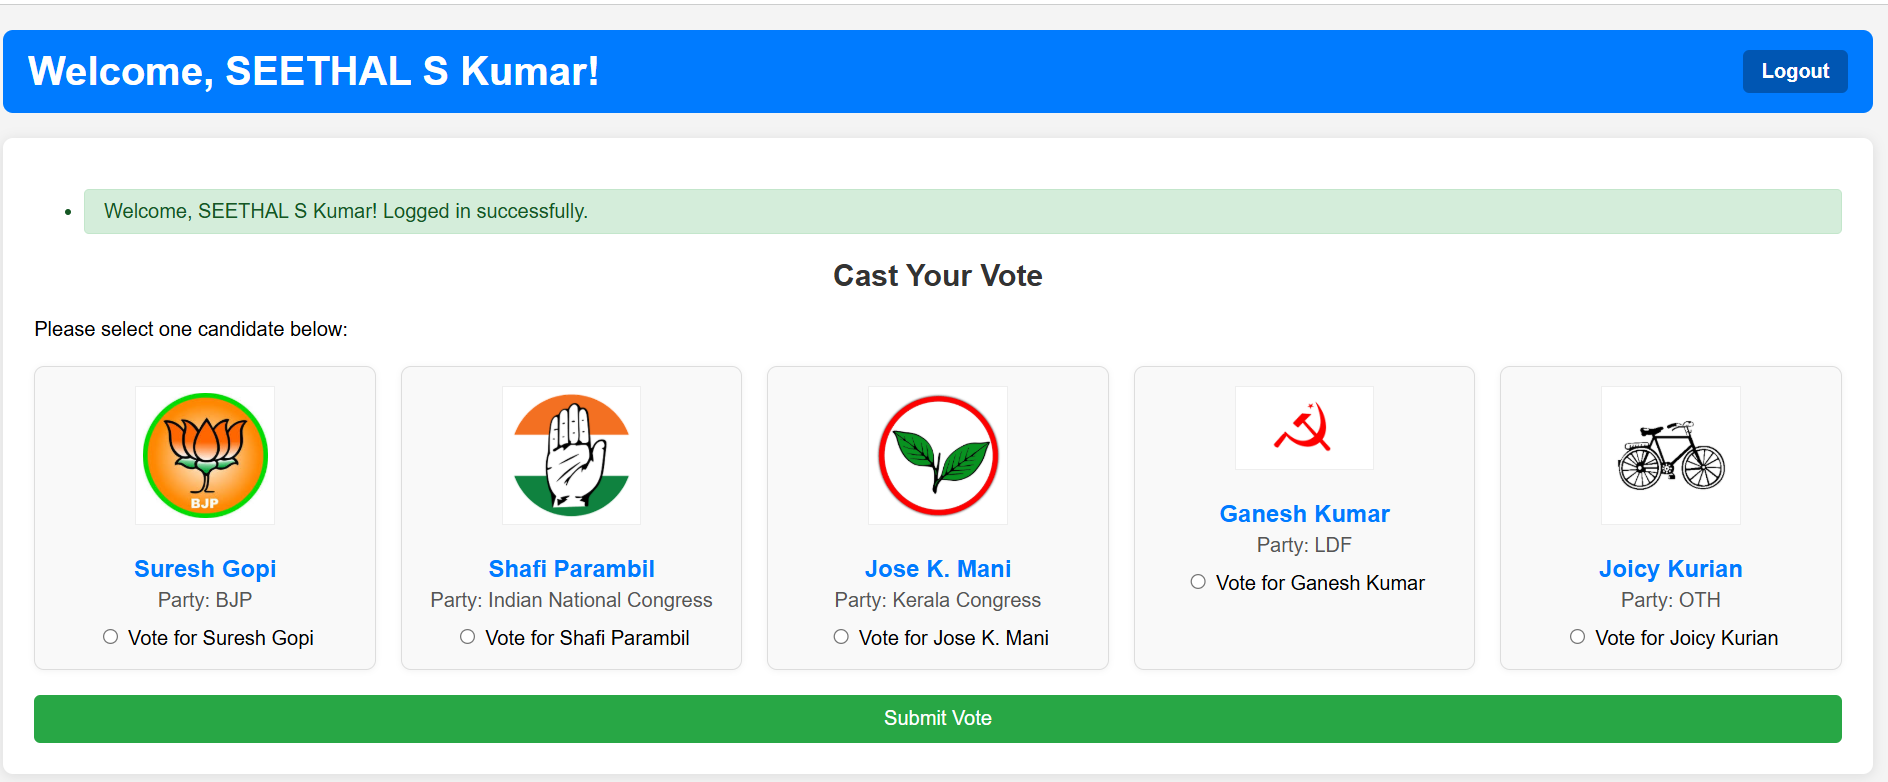 Welcome, SEETHAL S Kumar!
Logout
Welcome, SEETHAL S Kumar! Logged in successfully.
Cast Your Vote
Please select one candidate below:
BJP
Suresh Gopi
Party: BJP
Vote for Suresh Gopi
Shafi Parambil
Party: Indian National Congress
Vote for Shafi Parambil
Jose K. Mani
Party: Kerala Congress
Vote for Jose K. Mani
Ganesh Kumar
Party: LDF
Vote for Ganesh Kumar
Joicy Kurian
Party: OTH
Vote for Joicy Kurian
Submit Vote